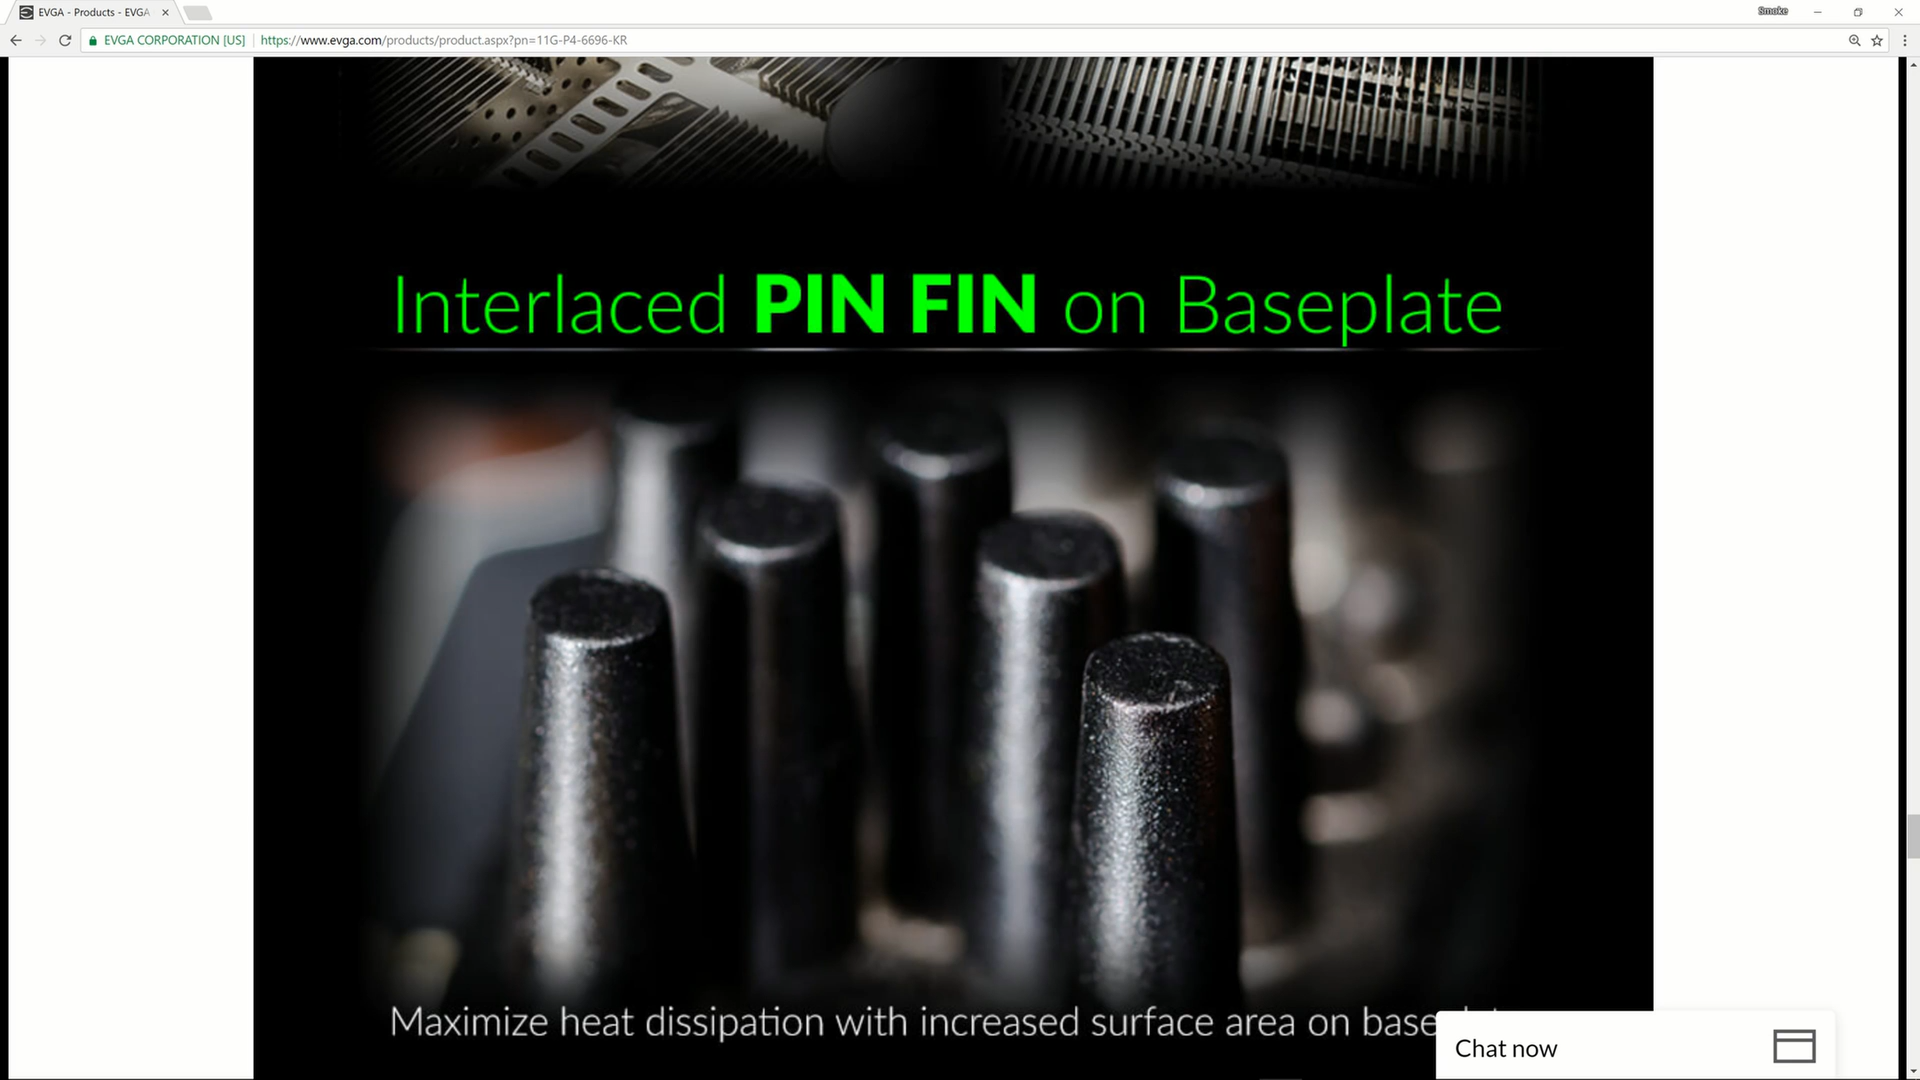 EVGA - Products - EVGA
Smoke
EVGA CORPORATION [US]
https://www.evga.com/products/product.aspx?pn=11G-P4-6696-KR
Interlaced PIN FIN on Baseplate
Maximize heat dissipation with increased surface area on base
Chat now